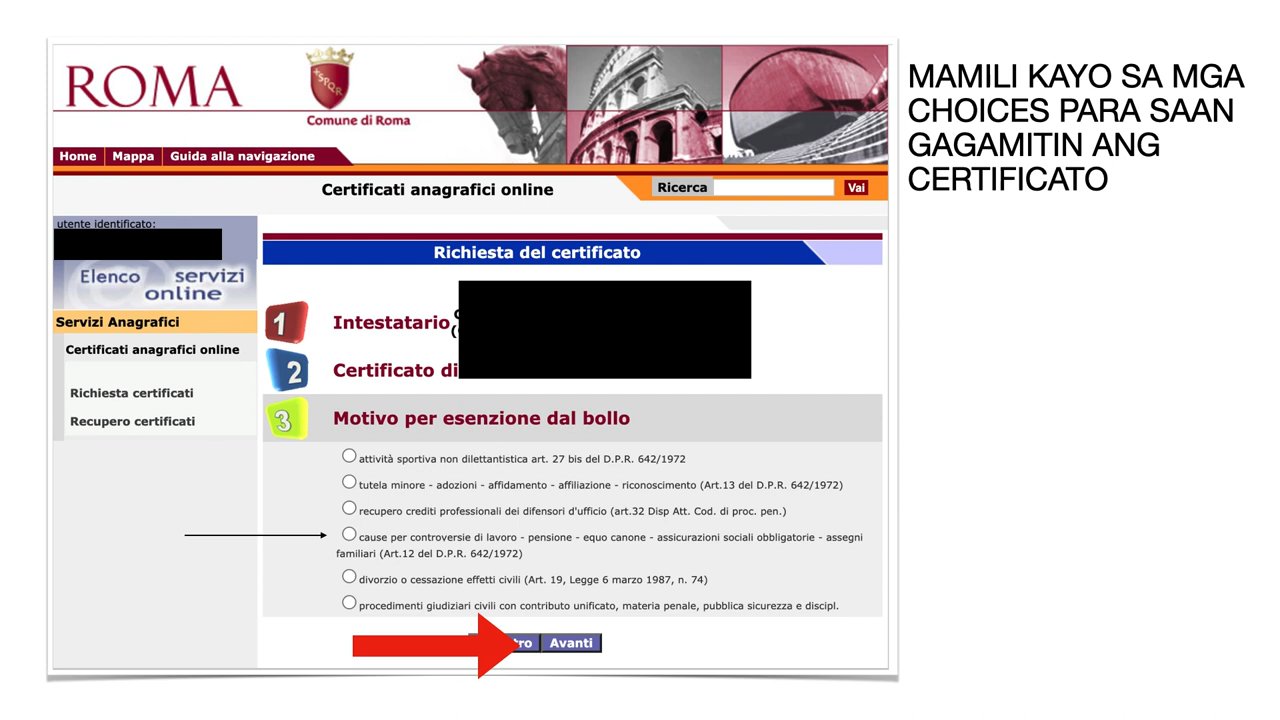 ROMA
SPQR
Comune di Roma
Home Mappa Guida alla navigazione
Certificati anagrafici online
Ricerca Vai
utente identificato:
Elenco servizi
online
Servizi Anagrafici
Certificati anagrafici online
Richiesta certificati
Recupero certificati
Richiesta del certificato
1 Intestatario
2 Certificato di
3 Motivo per esenzione dal bollo
attività sportiva non dilettantistica art. 27 bis del D.P.R. 642/1972
tutela minore - adozioni - affidamento - affiliazione - riconoscimento (Art.13 del D.P.R. 642/1972)
recupero crediti professionali dei difensori d'ufficio (art.32 Disp Att. Cod. di proc. pen.)
cause per controversie di lavoro - pensione - equo canone - assicurazioni sociali obbligatorie - assegni
familiari (Art.12 del D.P.R. 642/1972)
divorzio o cessazione effetti civili (Art. 19, Legge 6 marzo 1987, n. 74)
procedimenti giudiziari civili con contributo unificato, materia penale, pubblica sicurezza e discipl.
Avanti
MAMILI KAYO SA MGA
CHOICES PARA SAAN
GAGAMITIN ANG
CERTIFICATO